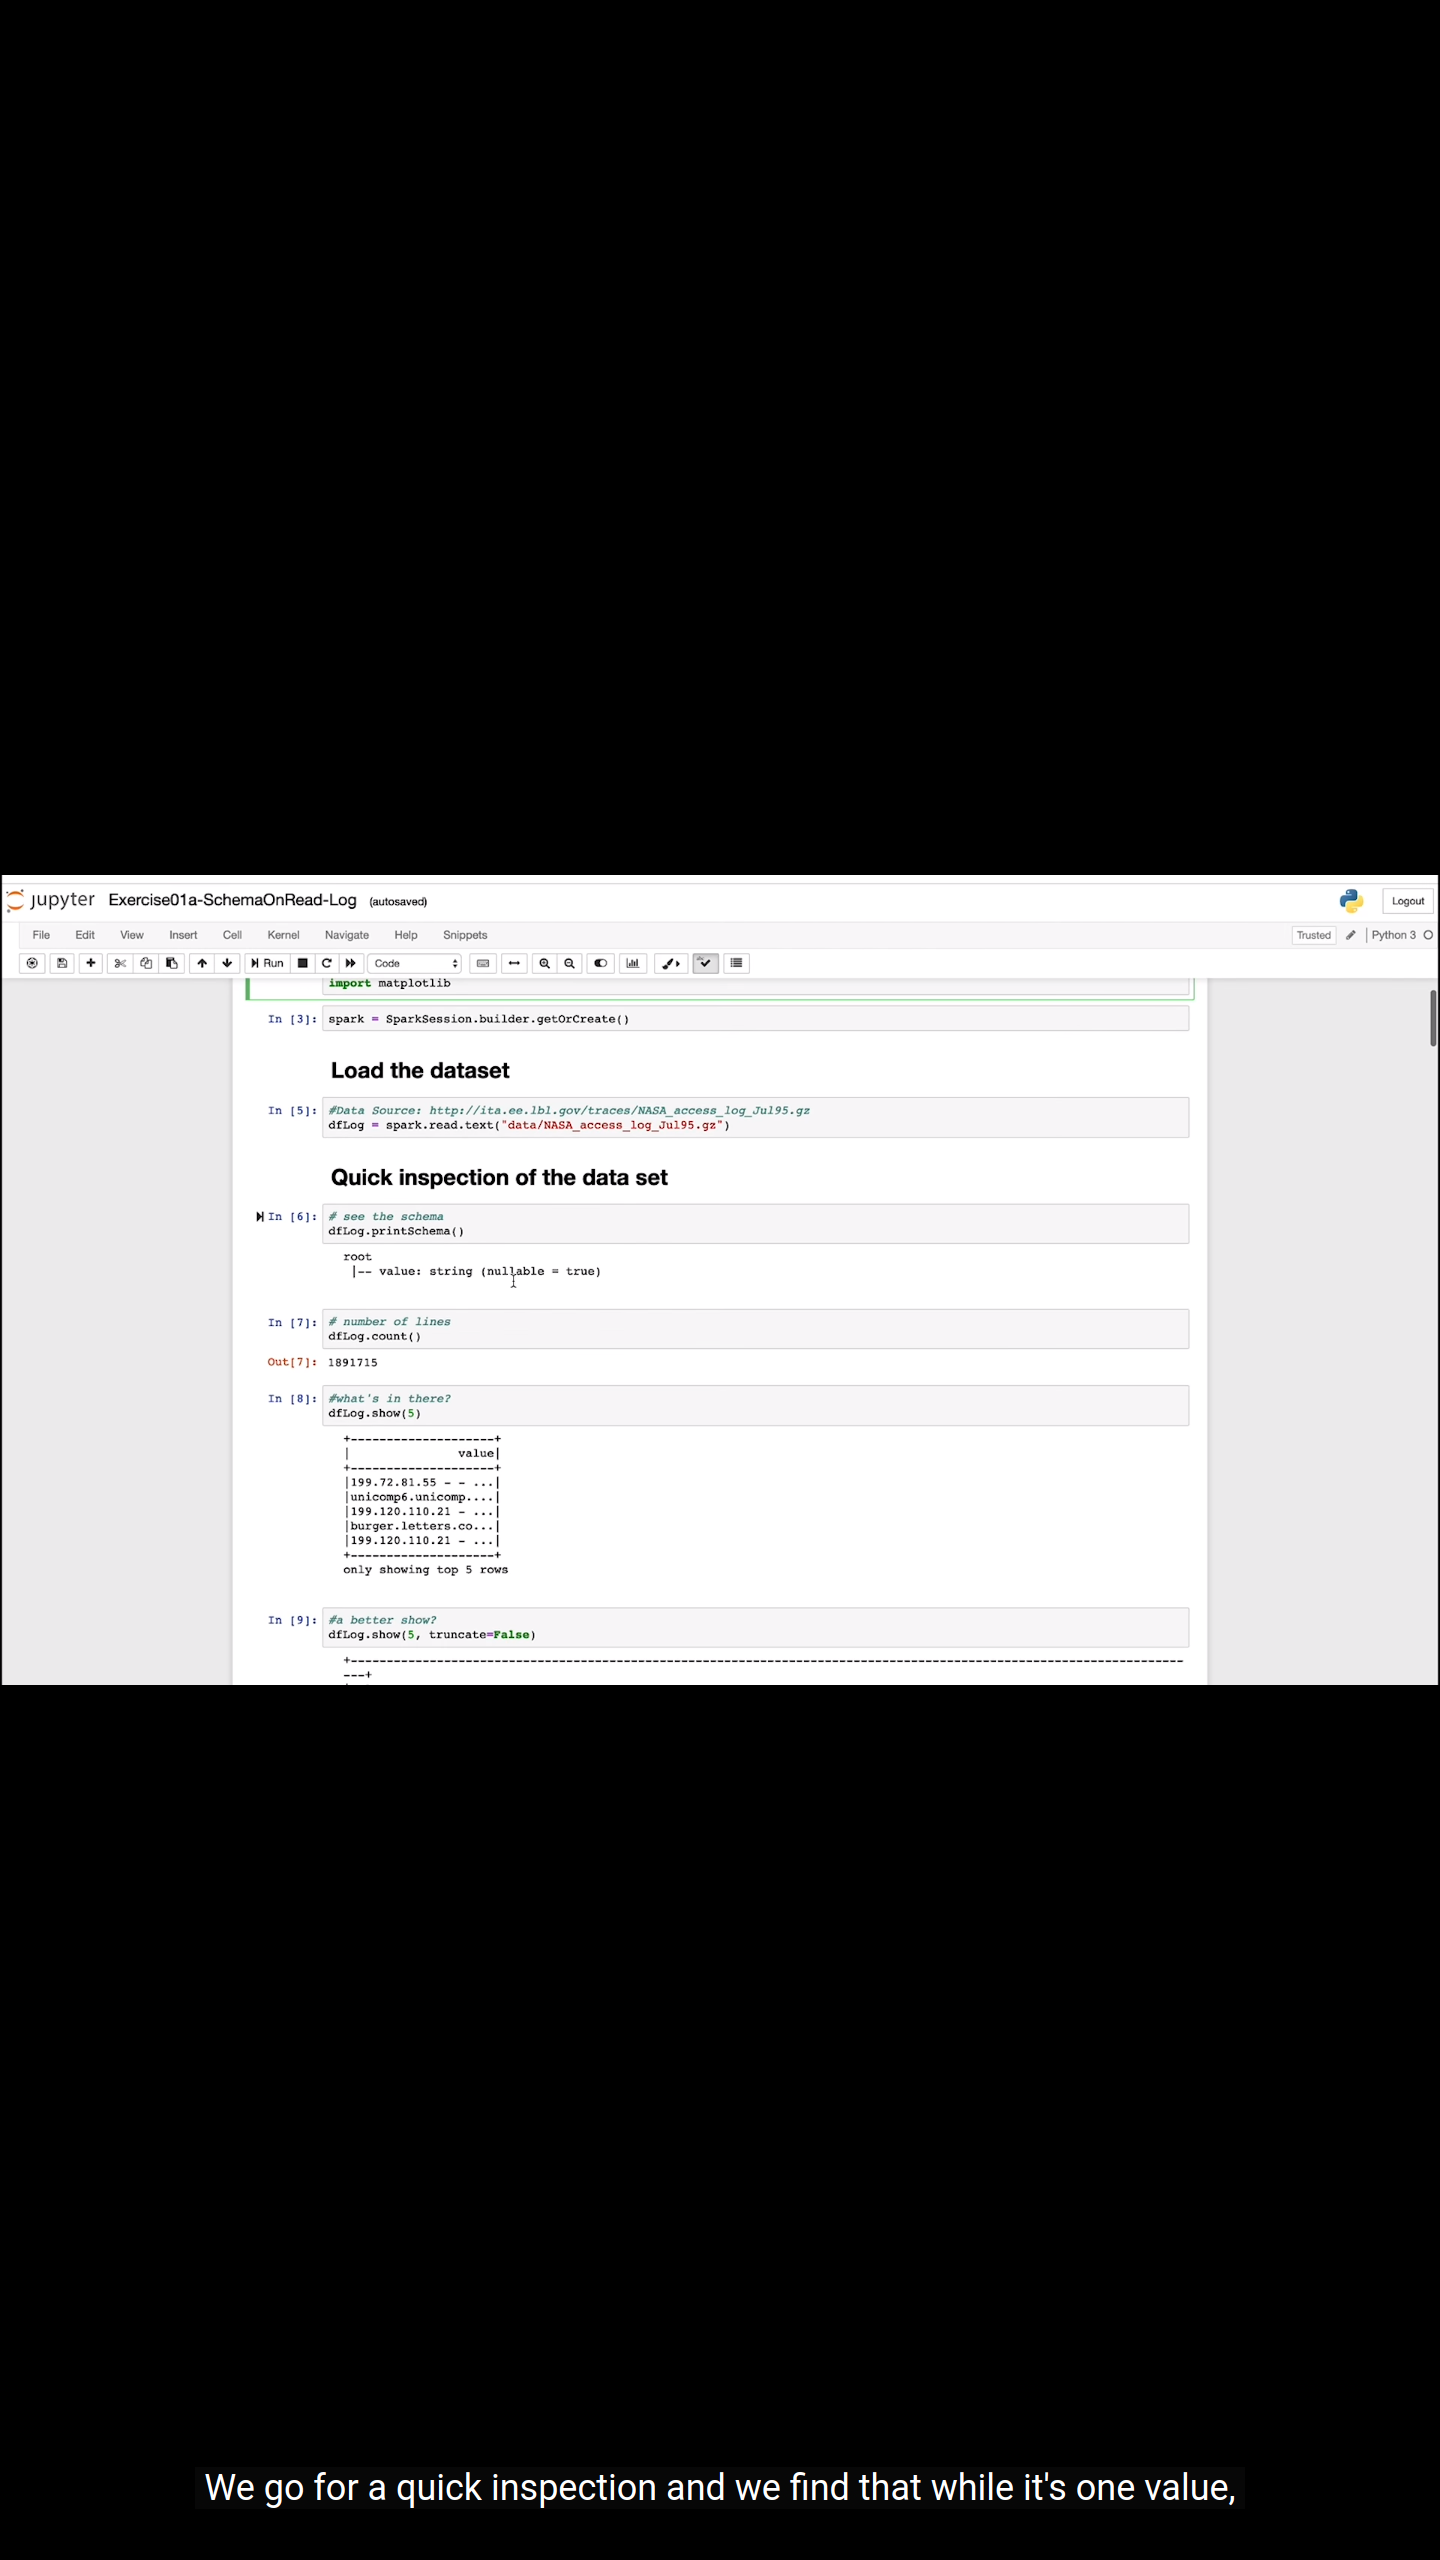 jupyter Exercise01a-SchemaOnRead-Log (autosaved)
Logout
File Edit View Insert Cell Kernel Navigate Help Snippets
Trusted Python 3
Run Code
import matplotlib
In [3]: spark = SparkSession.builder.getOrCreate()
Load the dataset
In [5]: #Data Source: http://ita.ee.lbl.gov/traces/NASA_access_log_Jul95.gz
dfLog = spark.read.text("data/NASA_access_log_Jul95.gz")
Quick inspection of the data set
In [6]: # see the schema
dfLog.printSchema()
root
|-- value: string (nullable = true)
In [7]: # number of lines
dfLog.count()
Out[7]: 1891715
In [8]: #what's in there?
dfLog.show(5)
+--------------------+
|               value|
+--------------------+
|199.72.81.55 - - ...|
|unicomp6.unicomp....|
|199.120.110.21 - ...|
|burger.letters.co...|
|199.120.110.21 - ...|
+--------------------+
only showing top 5 rows
In [9]: #a better show?
dfLog.show(5, truncate=False)
+--------------------------------------------------------------------------------------------------------------------
---+
We go for a quick inspection and we find that while it's one value,